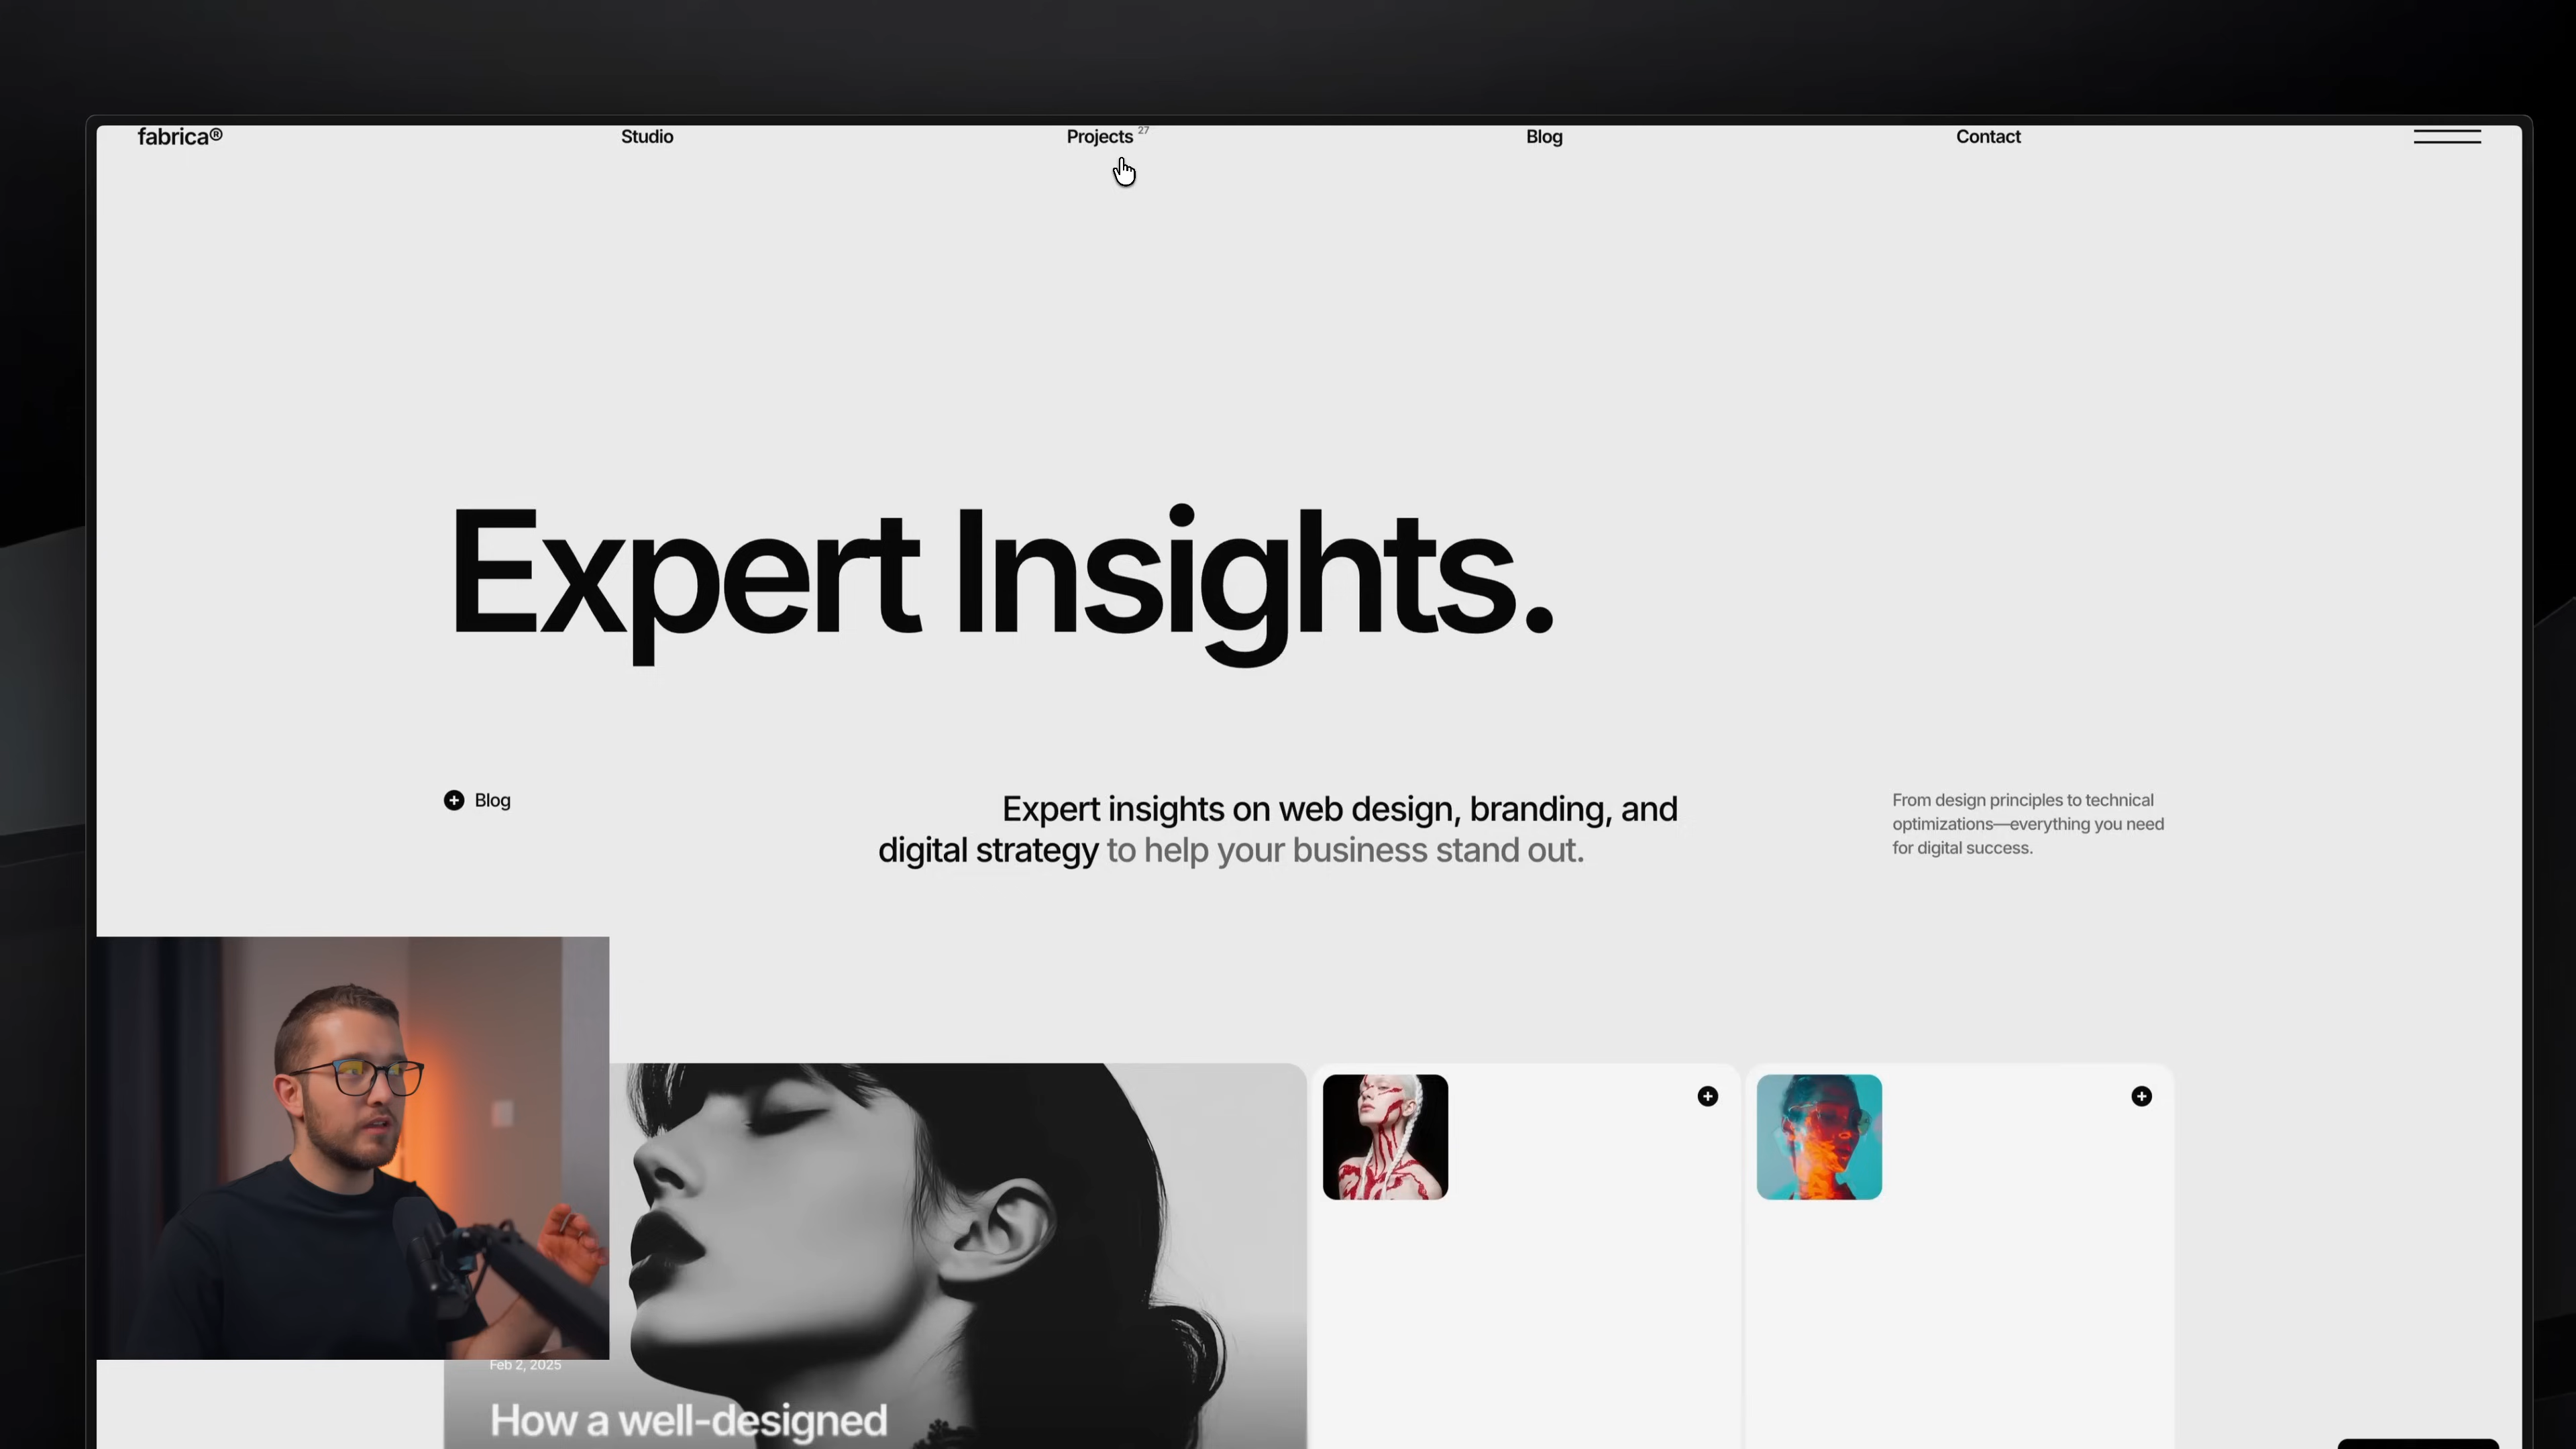 fabrica®
Studio
Projects 27
Blog
Contact
Expert Insights.
Blog
Expert insights on web design, branding, and
digital strategy to help your business stand out.
From design principles to technical
optimizations—everything you need
for digital success.
Feb 2, 2025
How a well-designed